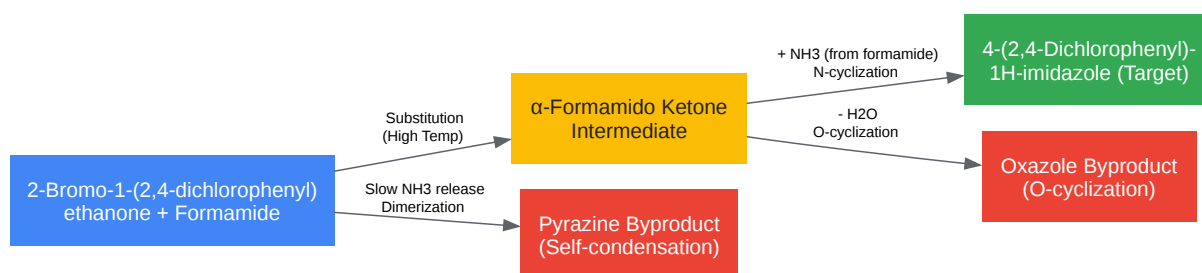 2-Bromo-1-(2,4-dichlorophenyl)
ethanone + Formamide
Substitution
(High Temp)
Slow NH3 release
Dimerization
α-Formamido Ketone
Intermediate
Pyrazine Byproduct
(Self-condensation)
+ NH3 (from formamide)
N-cyclization
- H2O
O-cyclization
4-(2,4-Dichlorophenyl)-
1H-imidazole (Target)
Oxazole Byproduct
(O-cyclization)